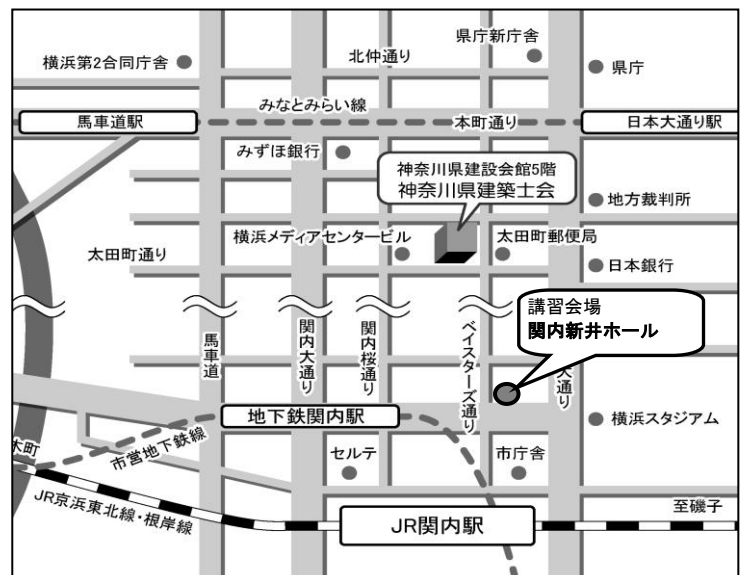 県庁新庁舎
北仲通り
横浜第2合同庁舎
県庁
みなとみらい線
馬車道駅
本町通り
日本大通り駅
みずほ銀行
神奈川県建設会館5階
神奈川県建築士会
地方裁判所
横浜メディアセンタービル
太田町郵便局
太田町通り
日本銀行
講習会場
関内新井ホール
馬車道
関内大通り
関内桜通り
ベイスターズ通り
大通り
地下鉄関内駅
横浜スタジアム
木町
市営地下鉄線
セルテ
市庁舎
JR京浜東北線・根岸線
JR関内駅
至磯子